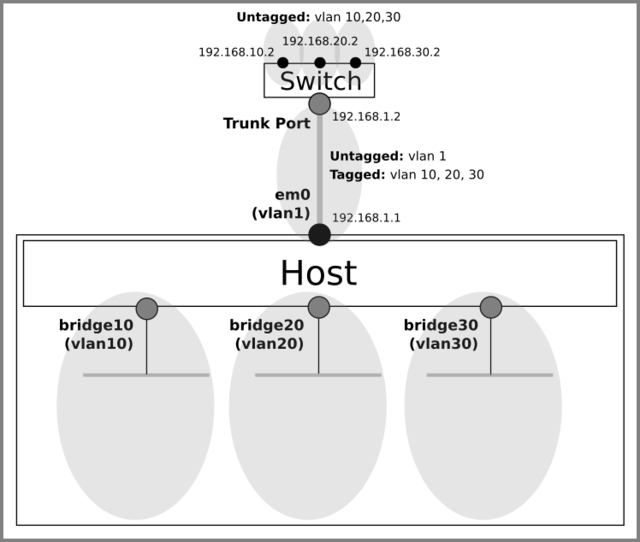 Untagged: vlan 10,20,30
192.168.20.2
192.168.10.2
192.168.30.2
Switch
192.168.1.2
Trunk Port
Untagged: vlan 1
Tagged: vlan 10, 20, 30
em0
(vlan1)
192.168.1.1
Host
bridge10
(vlan10)
bridge20
(vlan20)
bridge30
(vlan30)